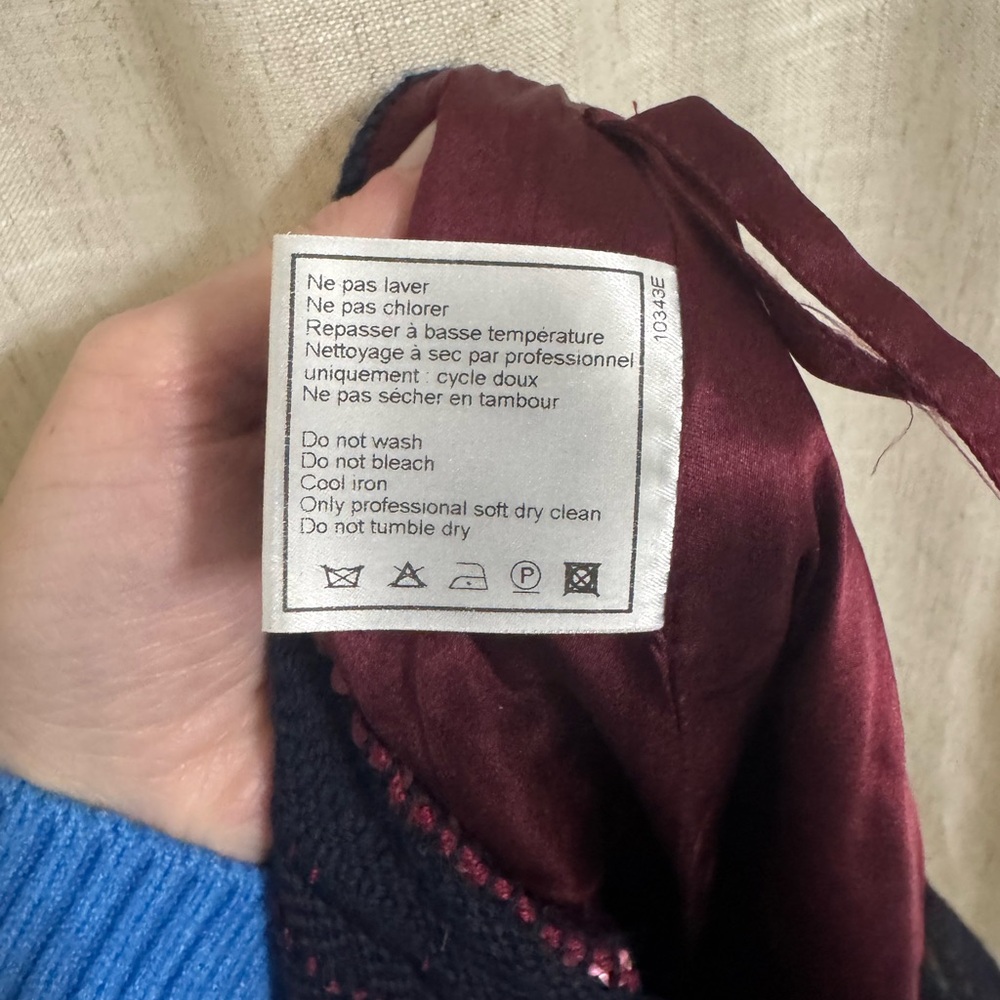 Ne pas laver
Ne pas chlorer
Repasser à basse température
Nettoyage à sec par professionnel
uniquement : cycle doux
Ne pas sécher en tambour
Do not wash
Do not bleach
Cool iron
Only professional soft dry clean
Do not tumble dry
P
10343E